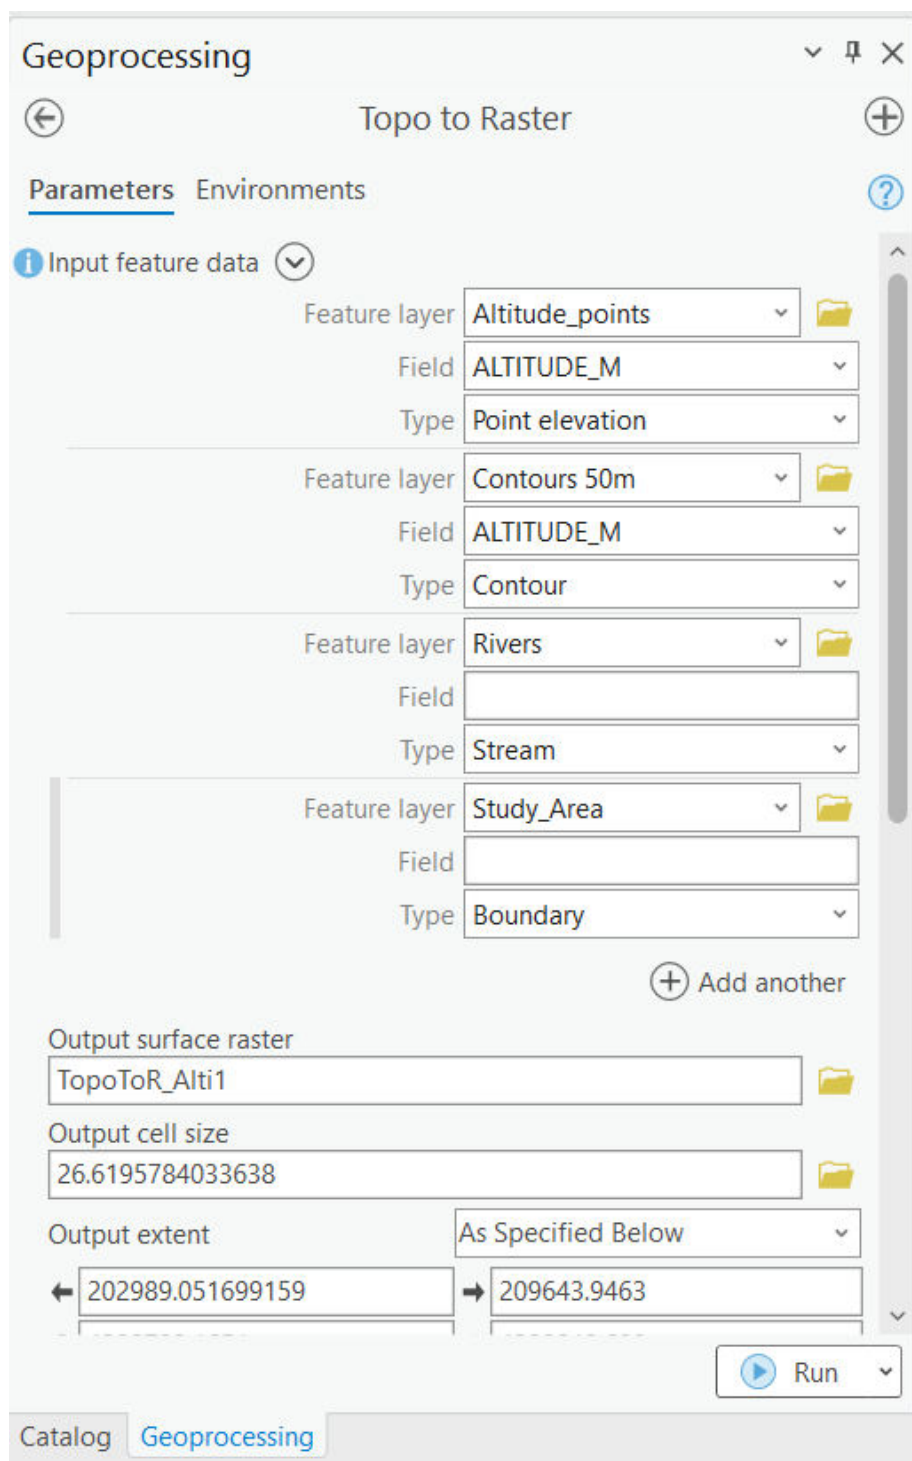 Geoprocessing
Topo to Raster
Parameters Environments
Input feature data
Feature layer Altitude_points
Field ALTITUDE_M
Type Point elevation
Feature layer Contours 50m
Field ALTITUDE_M
Type Contour
Feature layer Rivers
Field
Type Stream
Feature layer Study_Area
Field
Type Boundary
Add another
Output surface raster
TopoToR_Alti1
Output cell size
26.6195784033638
Output extent As Specified Below
202989.051699159 209643.9463
Run
Catalog Geoprocessing